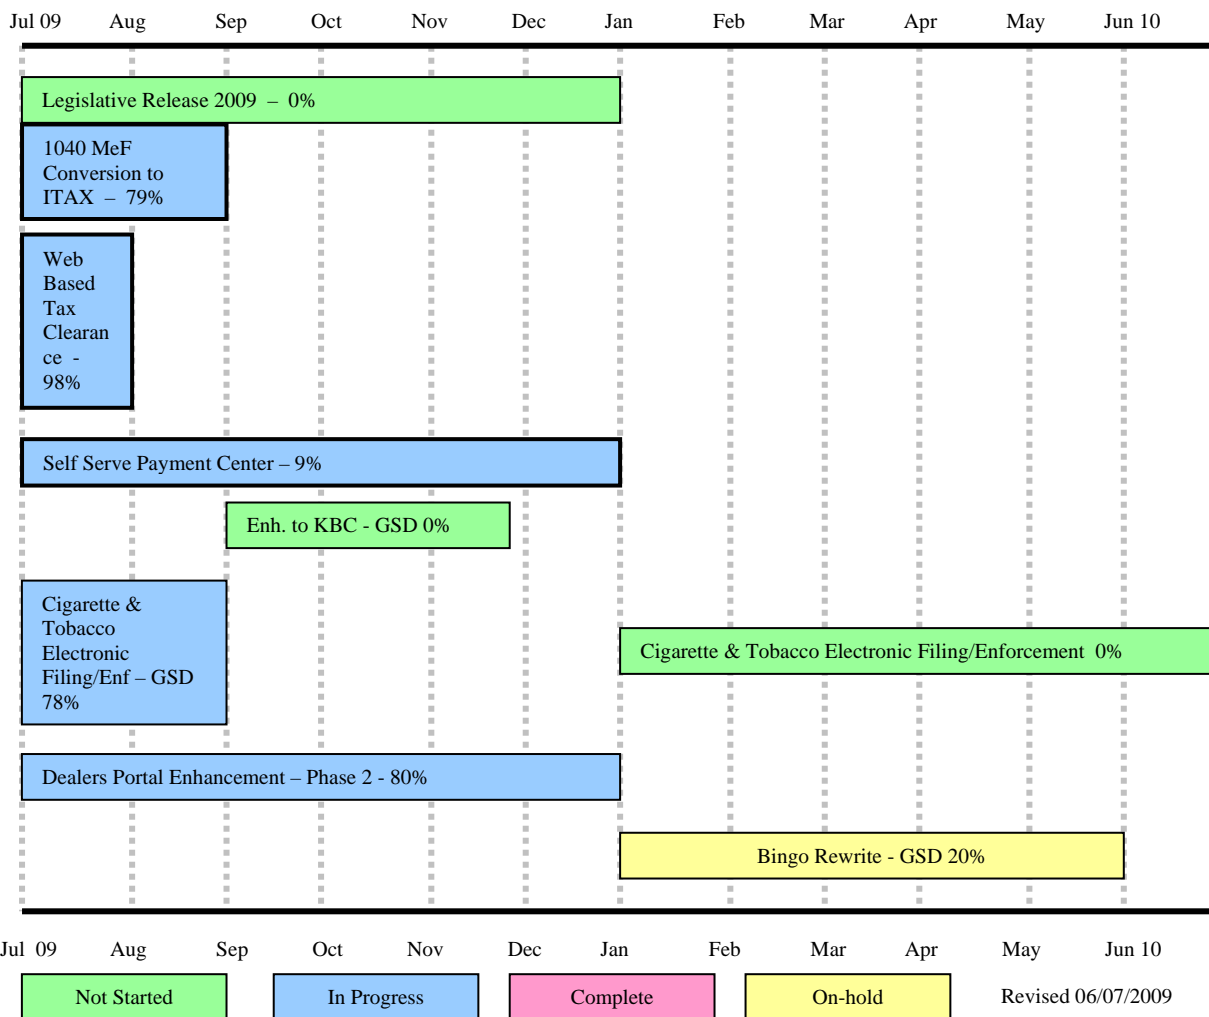 Jul 09 Aug Sep Oct Nov Dec Jan Feb Mar Apr May Jun 10
Legislative Release 2009 – 0%
1040 MeF
Conversion to
ITAX – 79%
Web
Based
Tax
Clearan
ce -
98%
Self Serve Payment Center – 9%
Enh. to KBC - GSD 0%
Cigarette &
Tobacco
Electronic
Filing/Enf – GSD
78%
Cigarette & Tobacco Electronic Filing/Enforcement 0%
Dealers Portal Enhancement – Phase 2 - 80%
Bingo Rewrite - GSD 20%
Jul 09 Aug Sep Oct Nov Dec Jan Feb Mar Apr May Jun 10
Not Started In Progress Complete On-hold Revised 06/07/2009